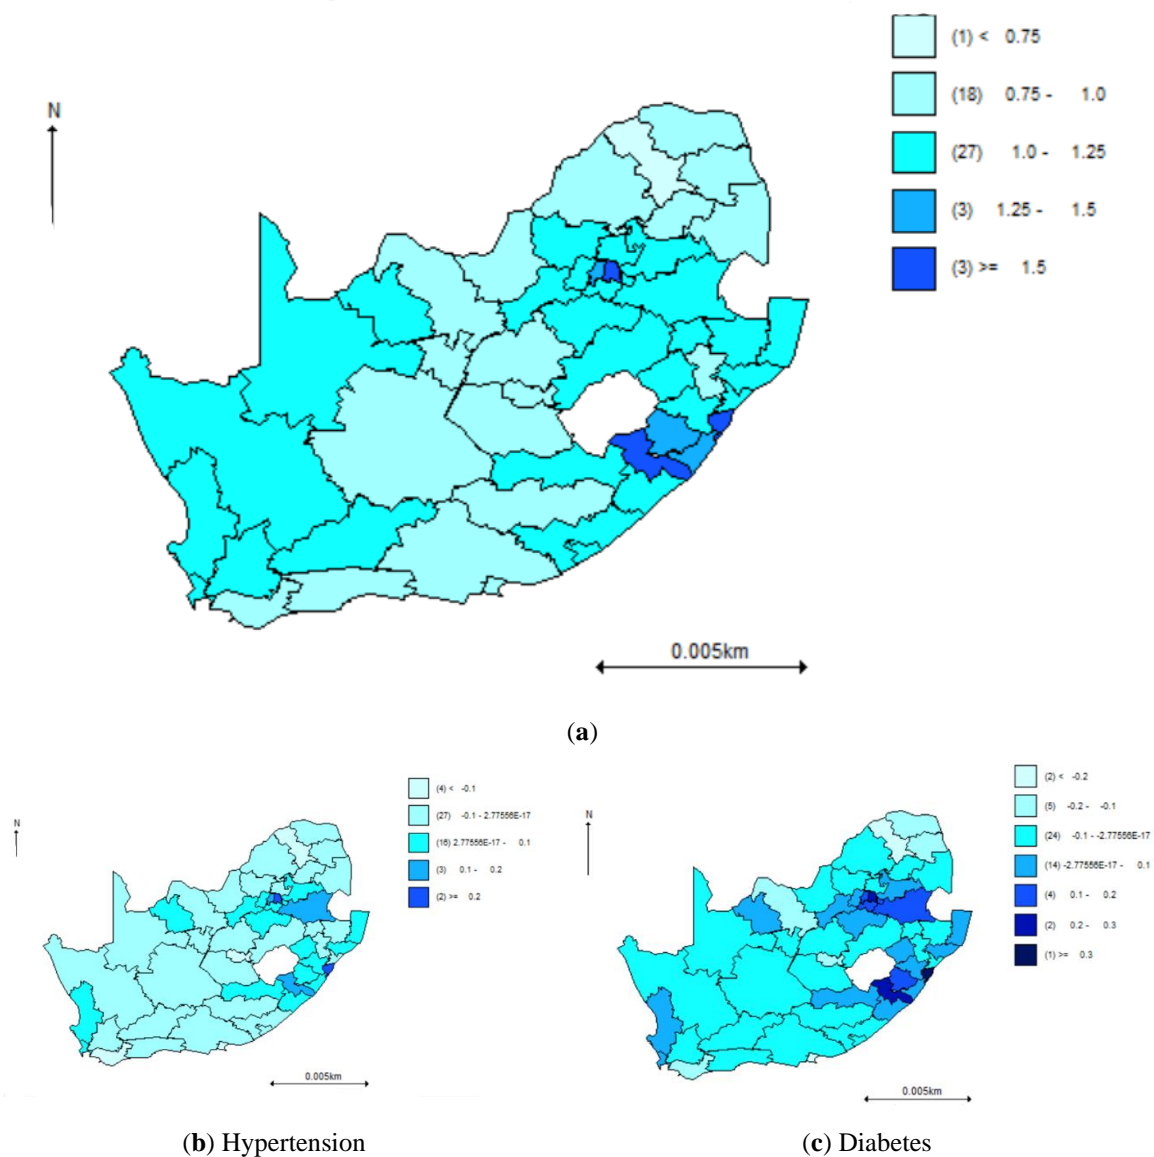 (1) < 0.75
(18) 0.75 - 1.0
(27) 1.0 - 1.25
(3) 1.25 - 1.5
(3) >= 1.5
N
0.005km
(a)
(4) < -0.1
(27) -0.1 - 2.77556E-17
(16) 2.77556E-17 - 0.1
(3) 0.1 - 0.2
(2) >= 0.2
N
0.005km
(b) Hypertension
(2) < -0.2
(5) -0.2 - -0.1
(24) -0.1 - -2.77556E-17
(14) -2.77556E-17 - 0.1
(4) 0.1 - 0.2
(2) 0.2 - 0.3
(1) >= 0.3
N
0.005km
(c) Diabetes